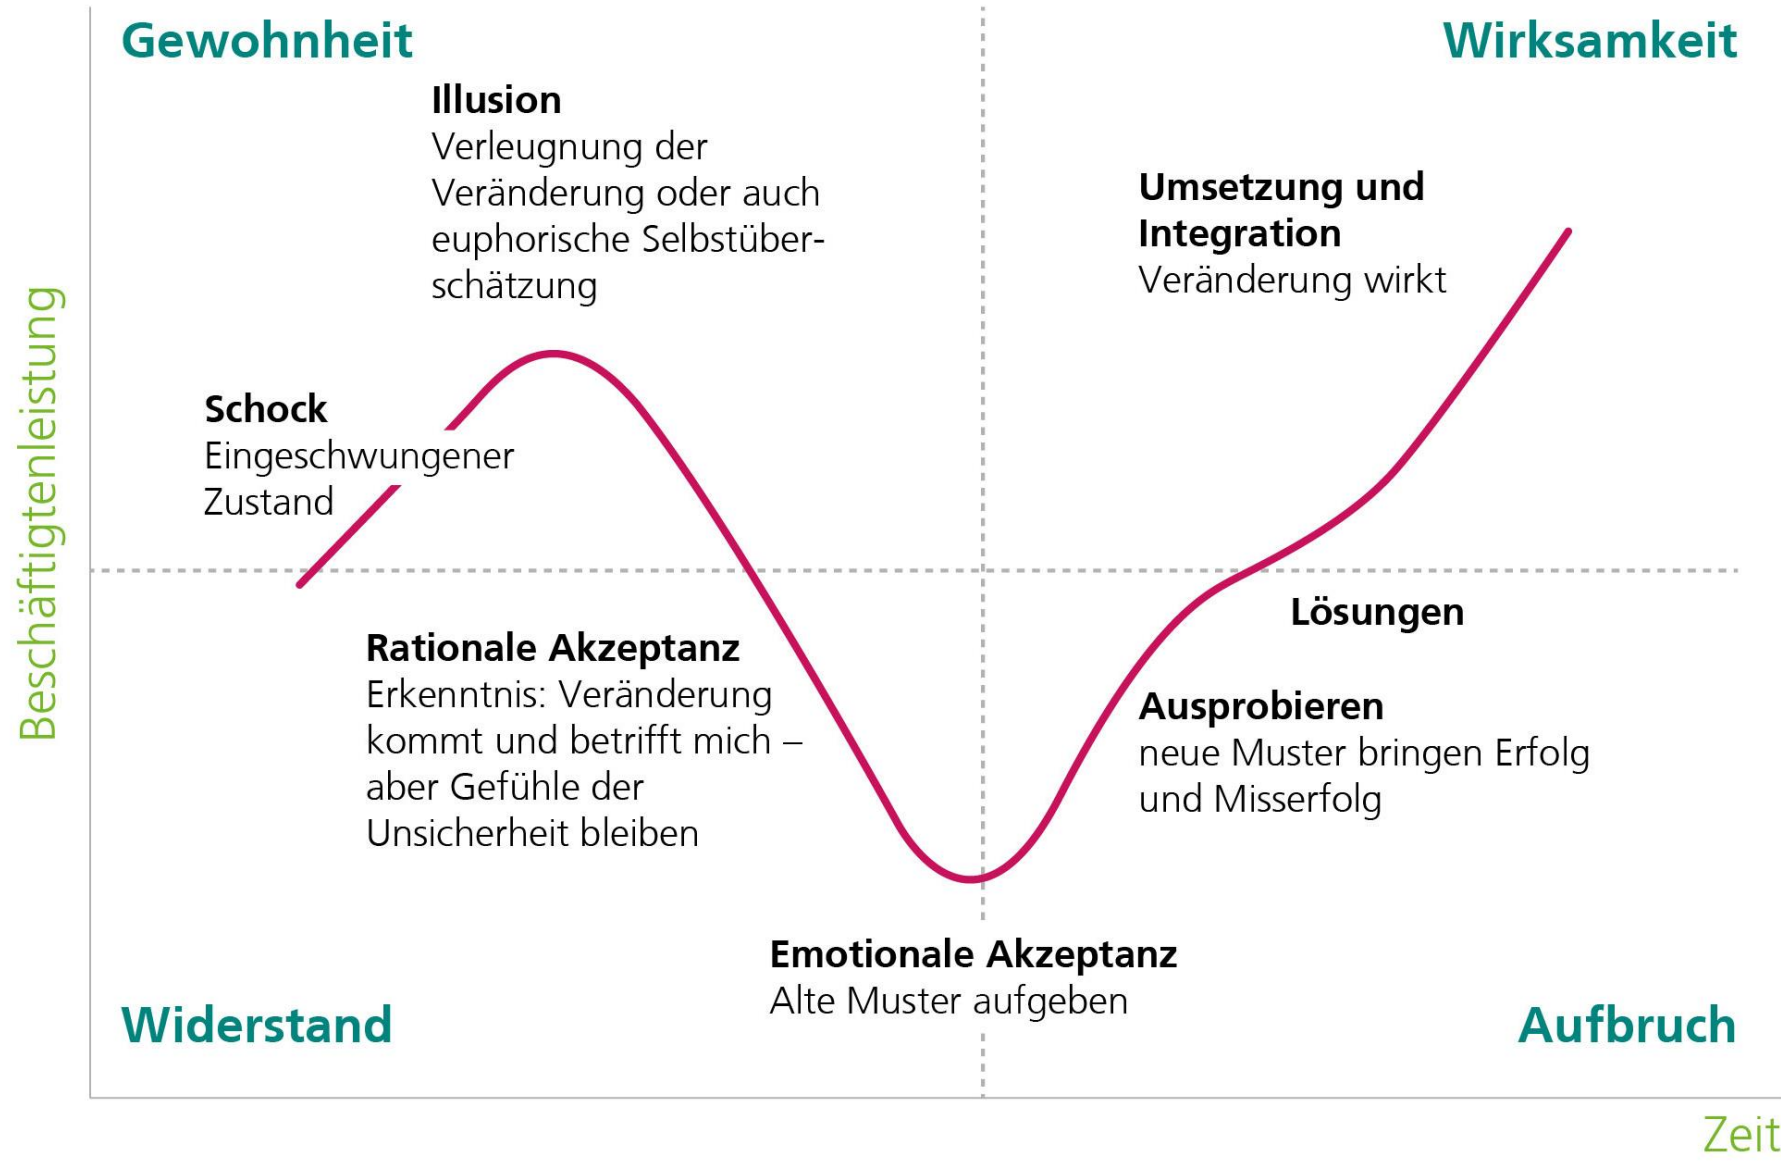 Gewohnheit
Wirksamkeit
Illusion
Verleugnung der
Veränderung oder auch
euphorische Selbstüber-
schätzung
Umsetzung und
Integration
Veränderung wirkt
Schock
Eingeschwungener
Zustand
Beschäftigtenleistung
Lösungen
Rationale Akzeptanz
Erkenntnis: Veränderung
kommt und betrifft mich –
aber Gefühle der
Unsicherheit bleiben
Ausprobieren
neue Muster bringen Erfolg
und Misserfolg
Emotionale Akzeptanz
Alte Muster aufgeben
Widerstand
Aufbruch
Zeit